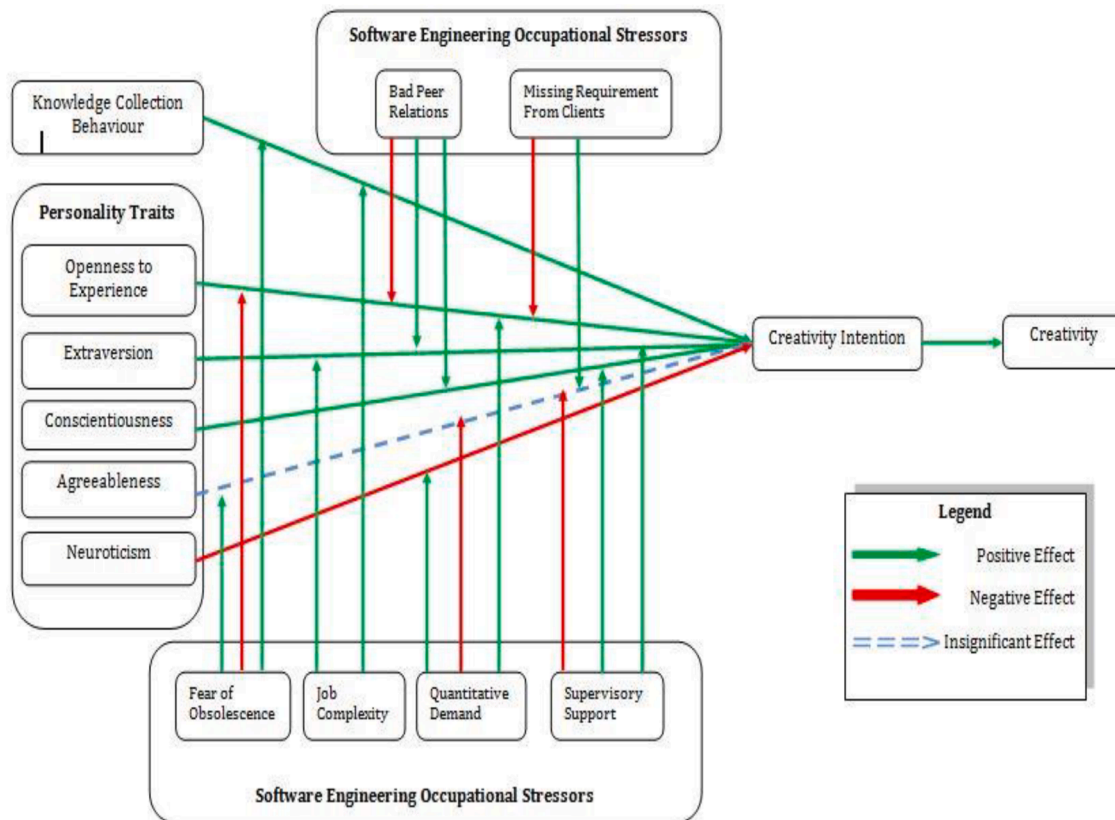 Software Engineering Occupational Stressors
Bad Peer
Relations
Missing Requirement
From Clients
Knowledge Collection
Behaviour
Personality Traits
Openness to
Experience
Extraversion
Conscientiousness
Agreeableness
Neuroticism
Creativity Intention
Creativity
Legend
Positive Effect
Negative Effect
Insignificant Effect
Fear of
Obsolescence
Job
Complexity
Quantitative
Demand
Supervisory
Support
Software Engineering Occupational Stressors